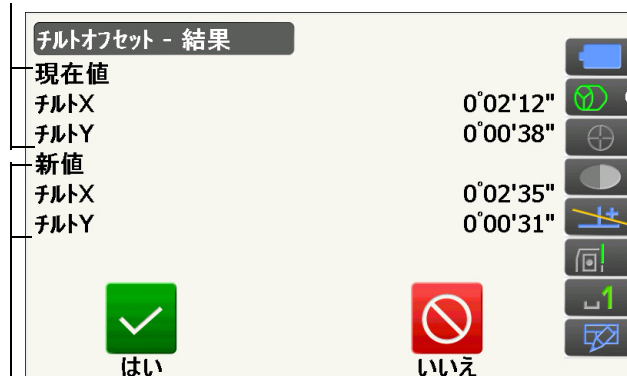 チルトオフセット - 結果
現在値
チルトX 0°02'12"
チルトY 0°00'38"
新値
チルトX 0°02'35"
チルトY 0°00'31"
1
はい
いいえ